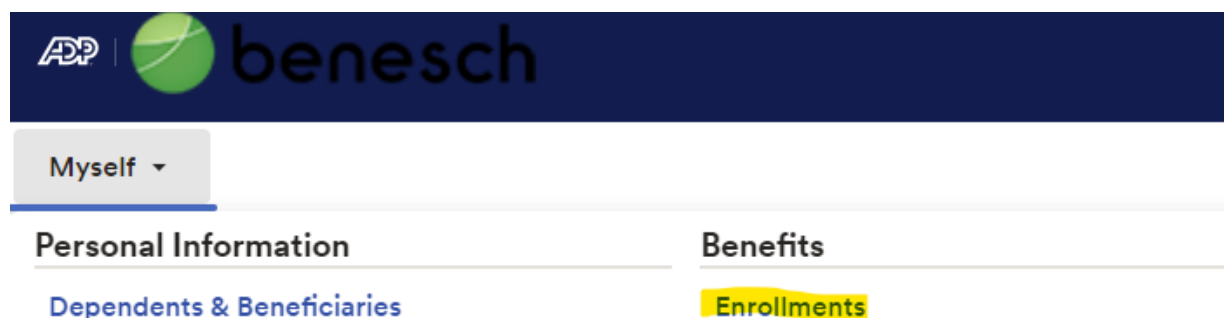 ADP benesch
Myself
Personal Information
Benefits
Dependents & Beneficiaries
Enrollments